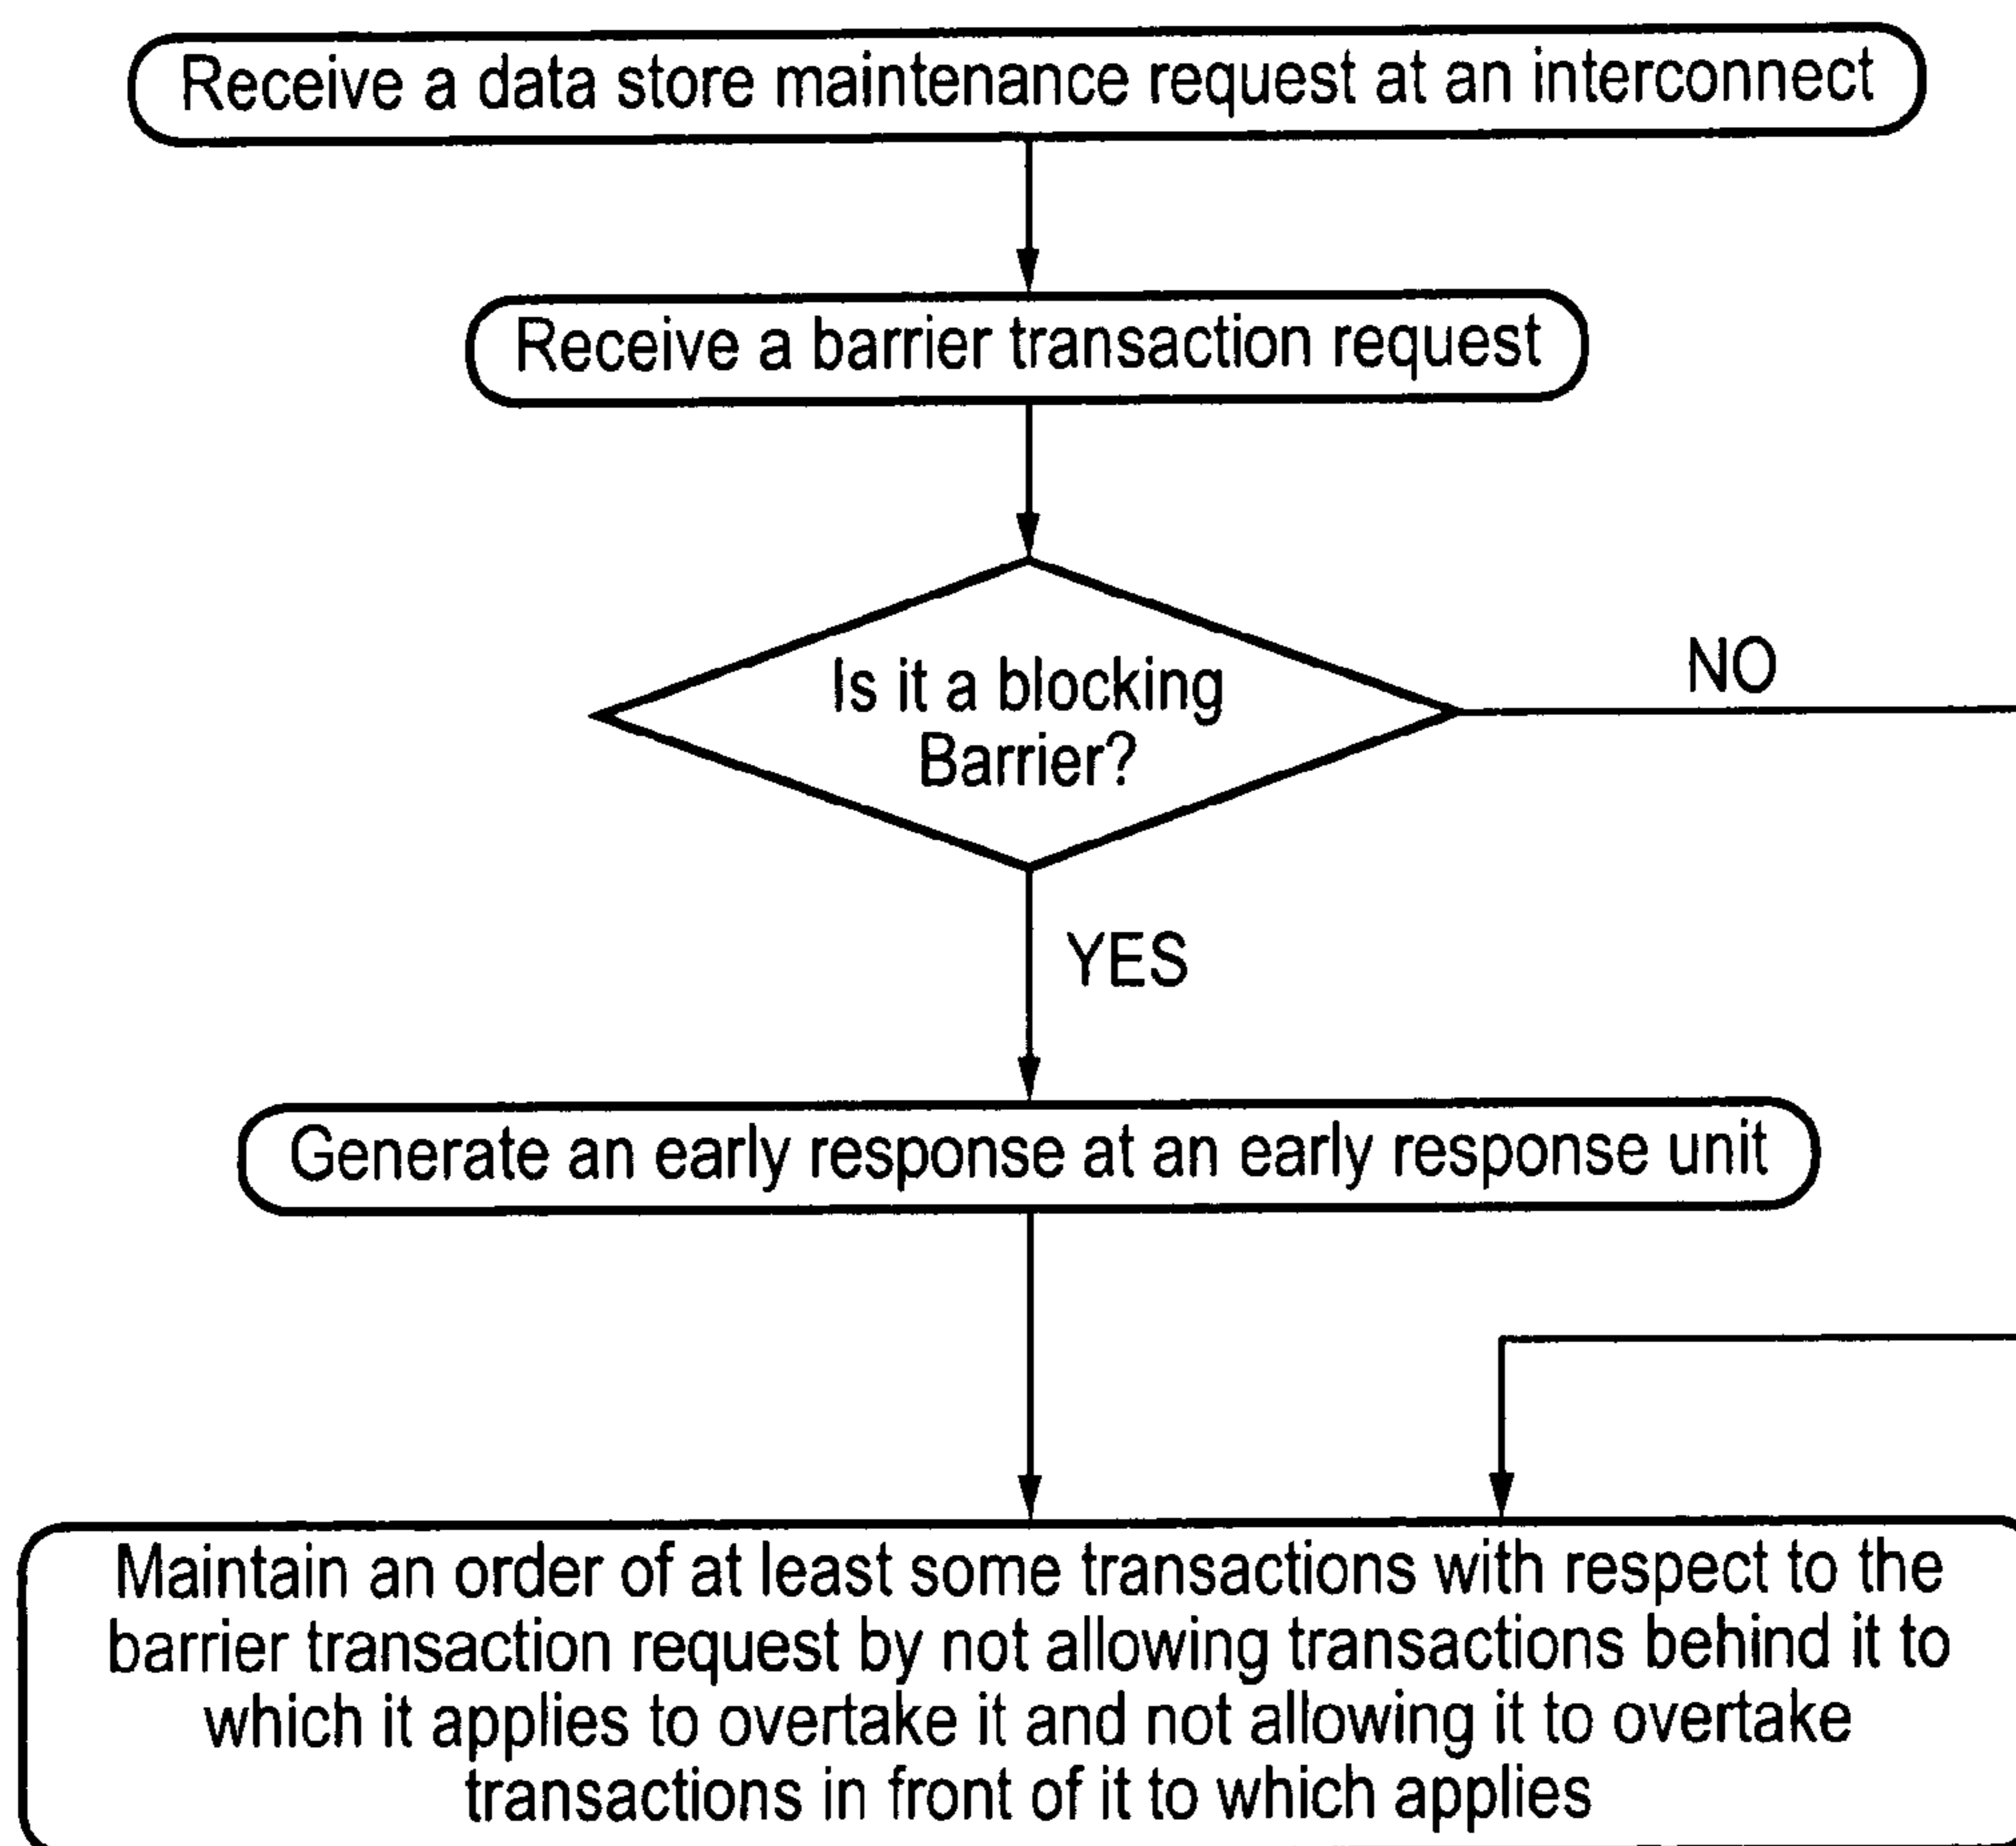 Receive a data store maintenance request at an interconnect
Receive a barrier transaction request
Is it a blocking
Barrier?
NO
YES
Generate an early response at an early response unit
Maintain an order of at least some transactions with respect to the
barrier transaction request by not allowing transactions behind it to
which it applies to overtake it and not allowing it to overtake
transactions in front of it to which applies